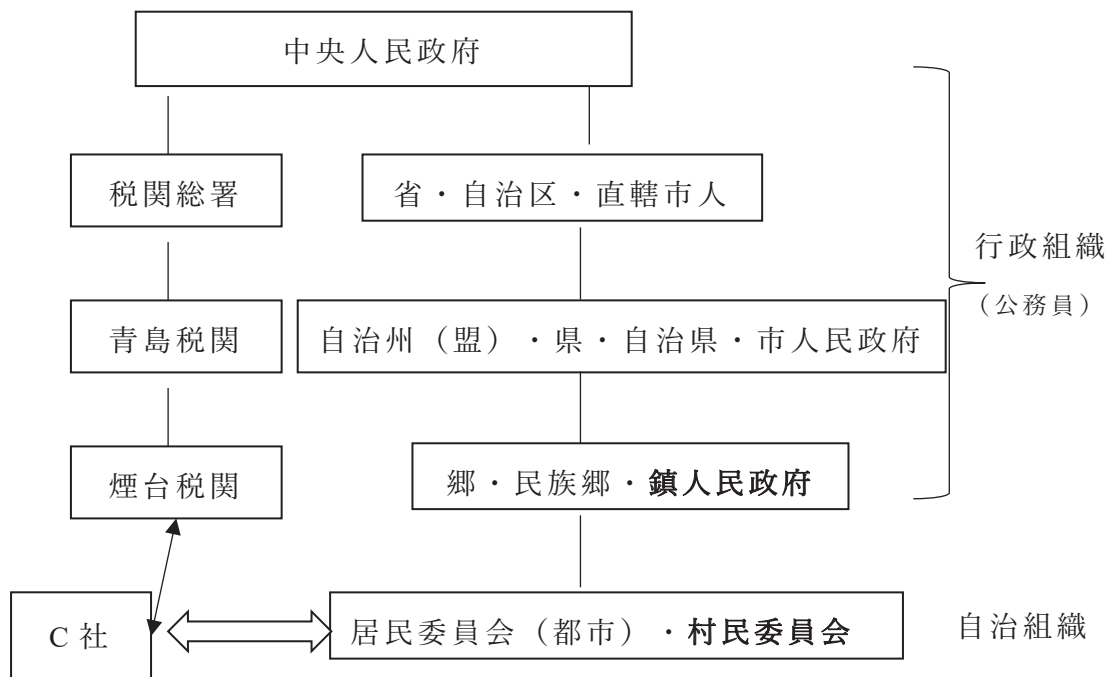 中央人民政府
税関総署
省・自治区・直轄市人
行政組織
(公務員)
青島税関
自治州（盟）・県・自治県・市人民政府
煙台税関
郷・民族郷・鎮人民政府
C 社
居民委員会（都市）・村民委員会
自治組織